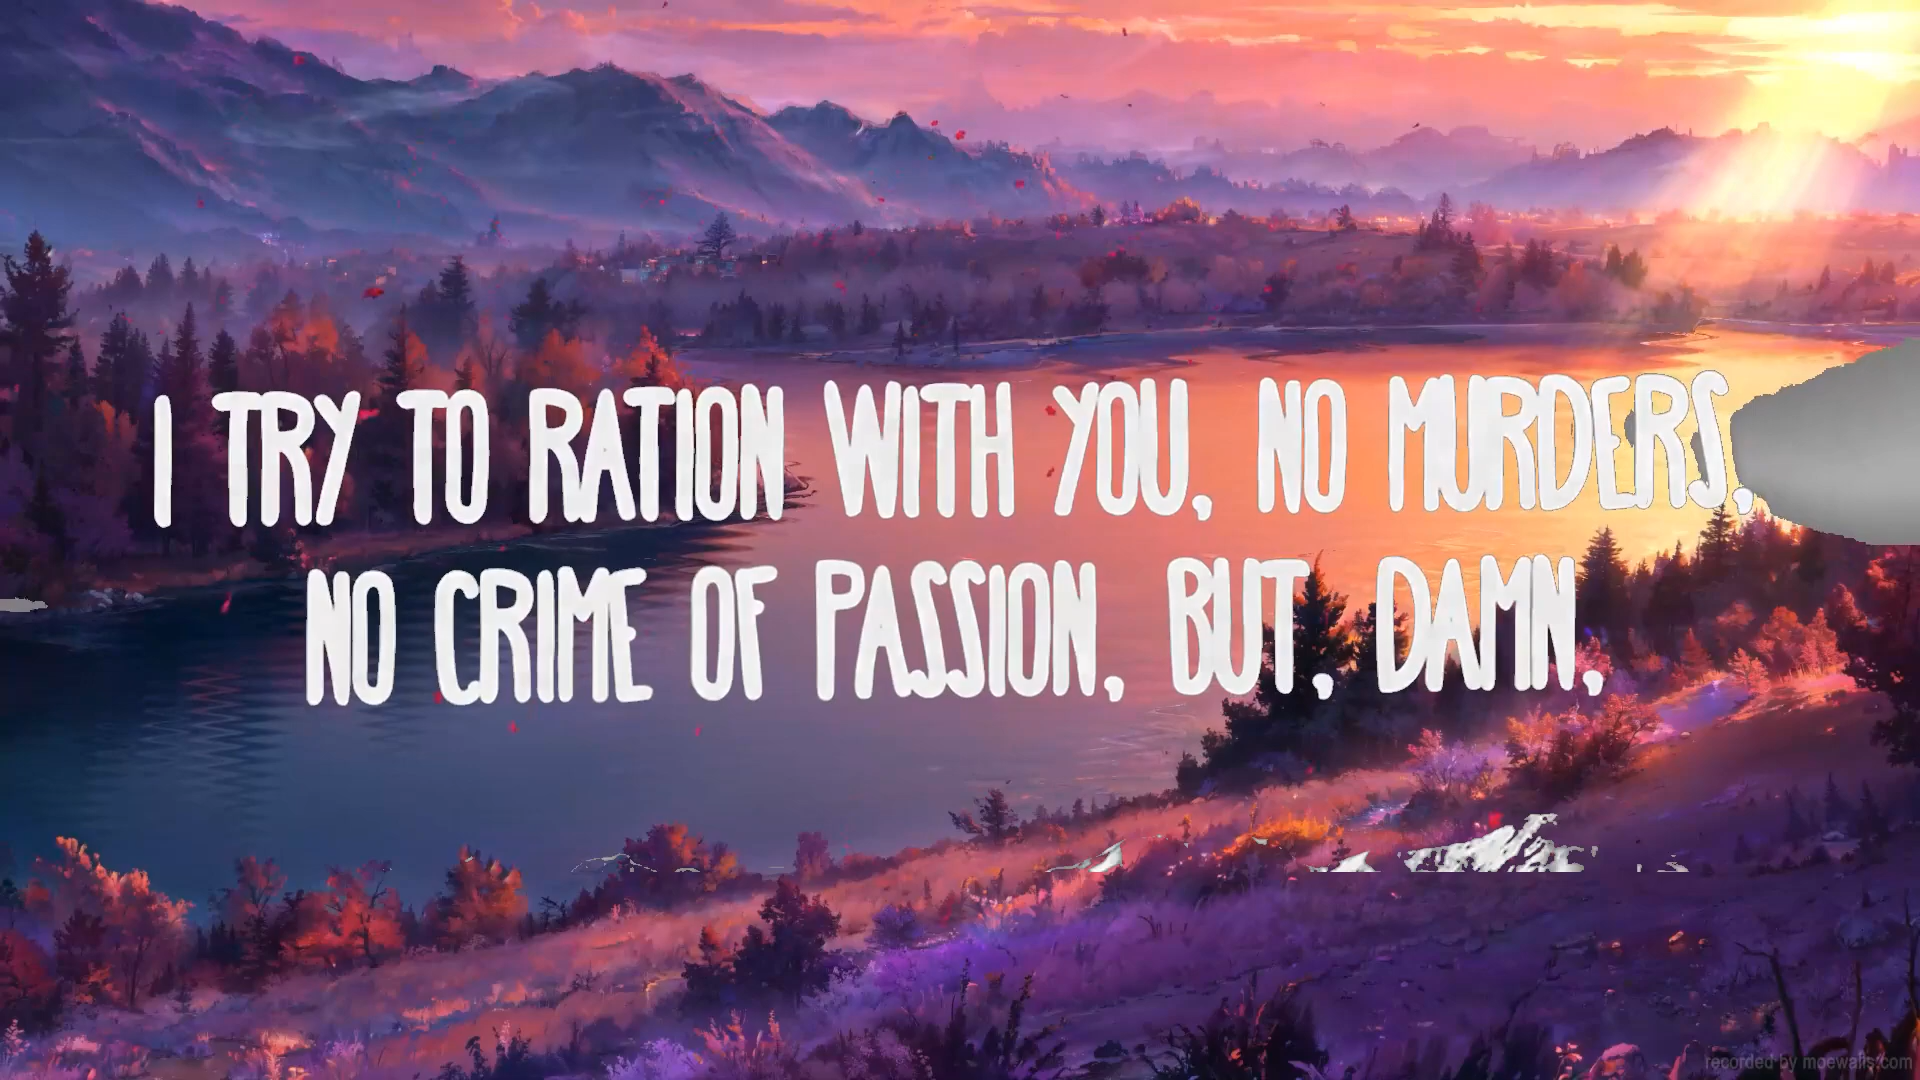 I TRY TO RATION WITH YOU, NO MURDERS,
NO CRIME OF PASSION, BUT, DAMN,
recorded by moewalls.com